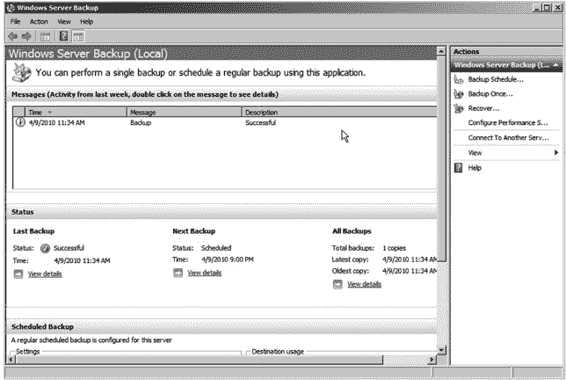 Windows Server Backup
File Action View Help
Windows Server Backup (Local)
You can perform a single backup or schedule a regular backup using this application.
Messages (Activity from last week, double click on the message to see details)
Time Message Description
4/9/2010 11:34 AM Backup Successful
Status
Last Backup
Status: Successful
Time: 4/9/2010 11:34 AM
View details
Next Backup
Status: Scheduled
Time: 4/9/2010 9:00 PM
View details
All Backups
Total backups: 1 copies
Latest copy: 4/9/2010 11:34 AM
Oldest copy: 4/9/2010 11:34 AM
View details
Scheduled Backup
A regular scheduled backup is configured for this server
Settings
Destination usage
Actions
Windows Server Backup (L...
Backup Schedule...
Backup Once...
Recover...
Configure Performance S...
Connect To Another Serv...
View
Help